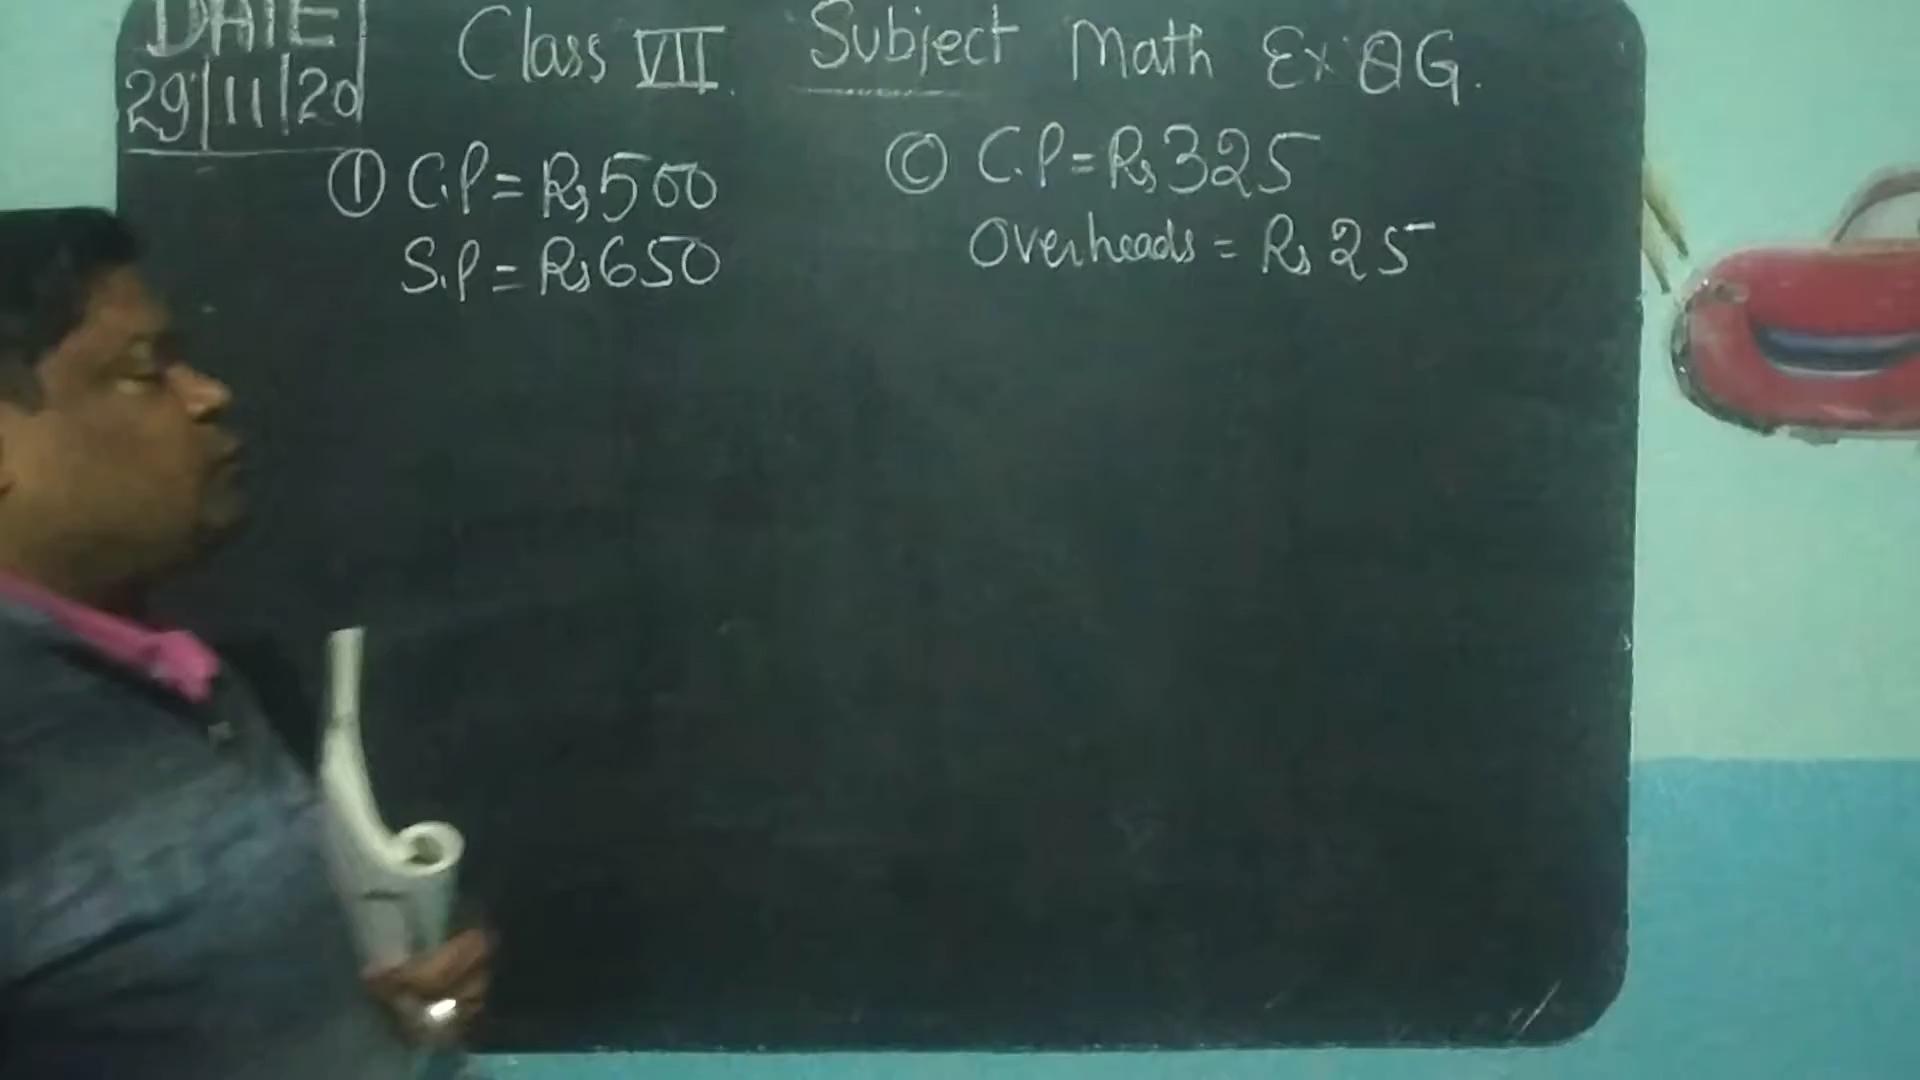 DATE
29/11/20
Class VII. Subject Math Ex 8G.
① C.P = Rs 500
S.P = Rs 650
Ⓒ C.P = Rs 325
Overheads = Rs 25